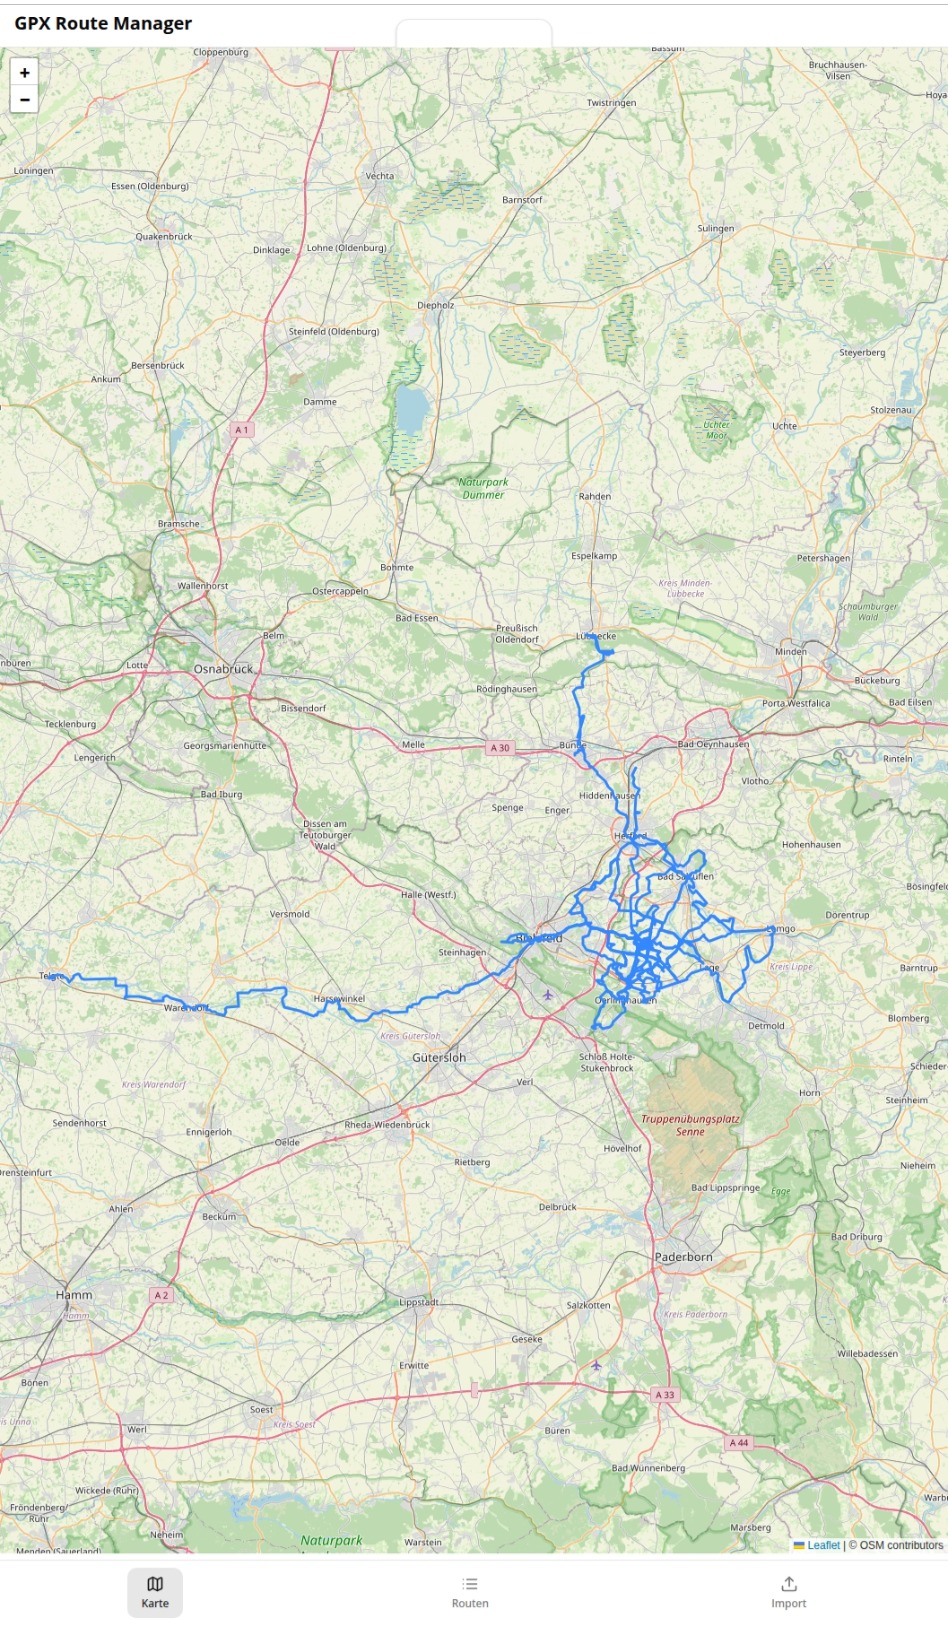 GPX Route Manager
+
−
Cloppenburg
Bassum
Bruchhausen-
Vilsen
Hoya
Twistringen
Löningen
Essen (Oldenburg)
Vechta
Barnstorf
Sulingen
Quakenbrück
Dinklage
Lohne (Oldenburg)
Diepholz
Steinfeld (Oldenburg)
Steyerberg
Bersenbrück
Ankum
Damme
Stolzenau
A 1
Uchter
Moor
Uchte
Naturpark
Dümmer
Rahden
Bramsche
Espelkamp
Petershagen
Bohmte
Wallenhorst
Ostercappeln
Kreis Minden-
Lübbecke
Schaumburger
Wald
Bad Essen
Preußisch
Oldendorf
Lübbecke
Belm
Minden
nbüren
Lotte
Osnabrück
Rödinghausen
Bückeburg
Bissendorf
Porta Westfalica
Bad Eilsen
Tecklenburg
Georgsmarienhütte
Melle
A 30
Bünde
Bad Oeynhausen
Lengerich
Rinteln
Vlotho
Bad Iburg
Hiddenhausen
Spenge
Enger
Dissen am
Teutoburger
Wald
Herford
Hohenhausen
Bad Salzuflen
Bösingfeld
Halle (Westf.)
Versmold
Dörentrup
Lemgo
Bielefeld
Steinhagen
Lage
Kreis Lippe
Barntrup
Telgte
Harsewinkel
Oerlinghausen
Warendorf
Blomberg
Detmold
Kreis Gütersloh
Gütersloh
Schloß Holte-
Stukenbrock
Schieder
Kreis Warendorf
Verl
Horn
Steinheim
Sendenhorst
Ennigerloh
Rheda-Wiedenbrück
Truppenübungsplatz
Senne
Oelde
Hövelhof
Drensteinfurt
Rietberg
Nieheim
Bad Lippspringe
Egge
Ahlen
Beckum
Delbrück
Bad Driburg
Paderborn
Hamm
Hamm
A 2
Lippstadt
Salzkotten
Kreis Paderborn
Geseke
Willebadessen
Erwitte
Bönen
A 33
Soest
Kreis Soest
is Unna
Werl
Büren
A 44
Bad Wünnenberg
Wickede (Ruhr)
Warb
Fröndenberg/
Ruhr
Neheim
Marsberg
Naturpark
Warstein
Menden (Sauerland)
Leaflet | © OSM contributors
Karte
Routen
Import